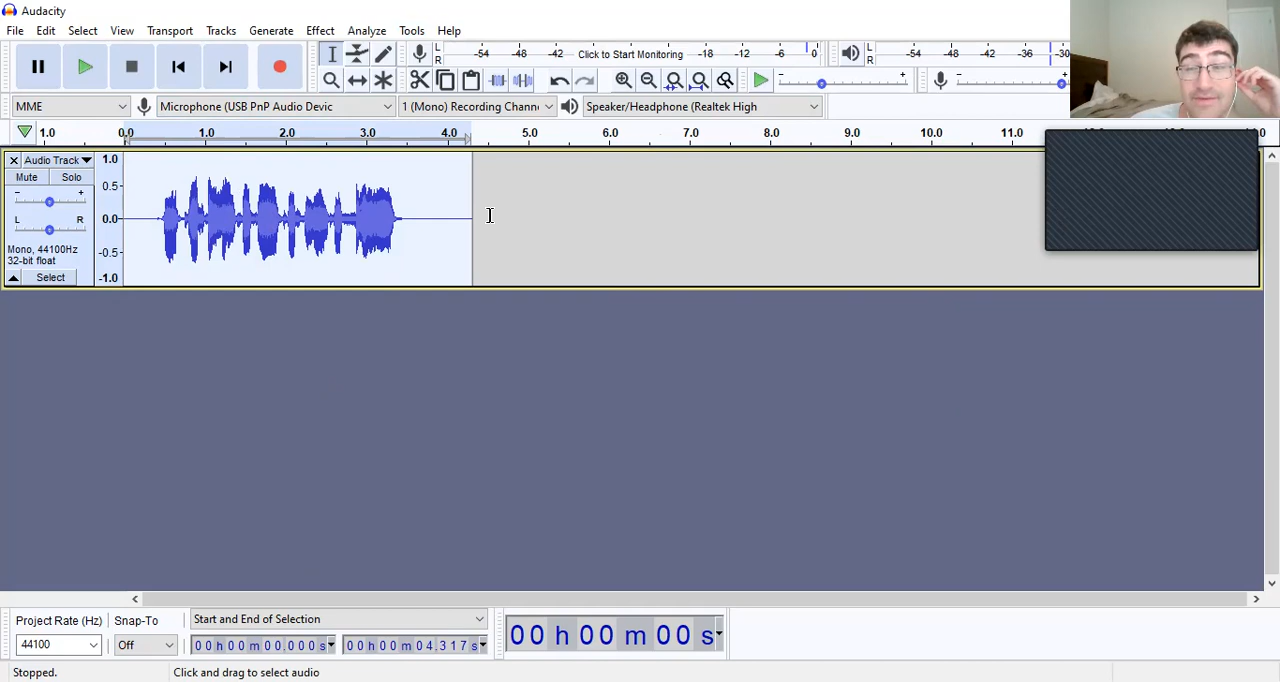 Audacity
File Edit Select View Transport Tracks Generate Effect Analyze Tools Help
L R -54 -48 -42 Click to Start Monitoring -18 -12 -6 0 L R -54 -48 -42 -36 -30
- + - +
MME Microphone (USB PnP Audio Devic 1 (Mono) Recording Chann Speaker/Headphone (Realtek High
1.0 0.0 1.0 2.0 3.0 4.0 5.0 6.0 7.0 8.0 9.0 10.0 11.0
Audio Track 1.0
Mute Solo
- + 0.5
L R 0.0
Mono, 44100Hz -0.5
32-bit float
Select -1.0
Project Rate (Hz) Snap-To Start and End of Selection
44100 Off 00 h 00 m 00.000 s 00 h 00 m 04.317 s
00 h 00 m 00 s
Stopped. Click and drag to select audio